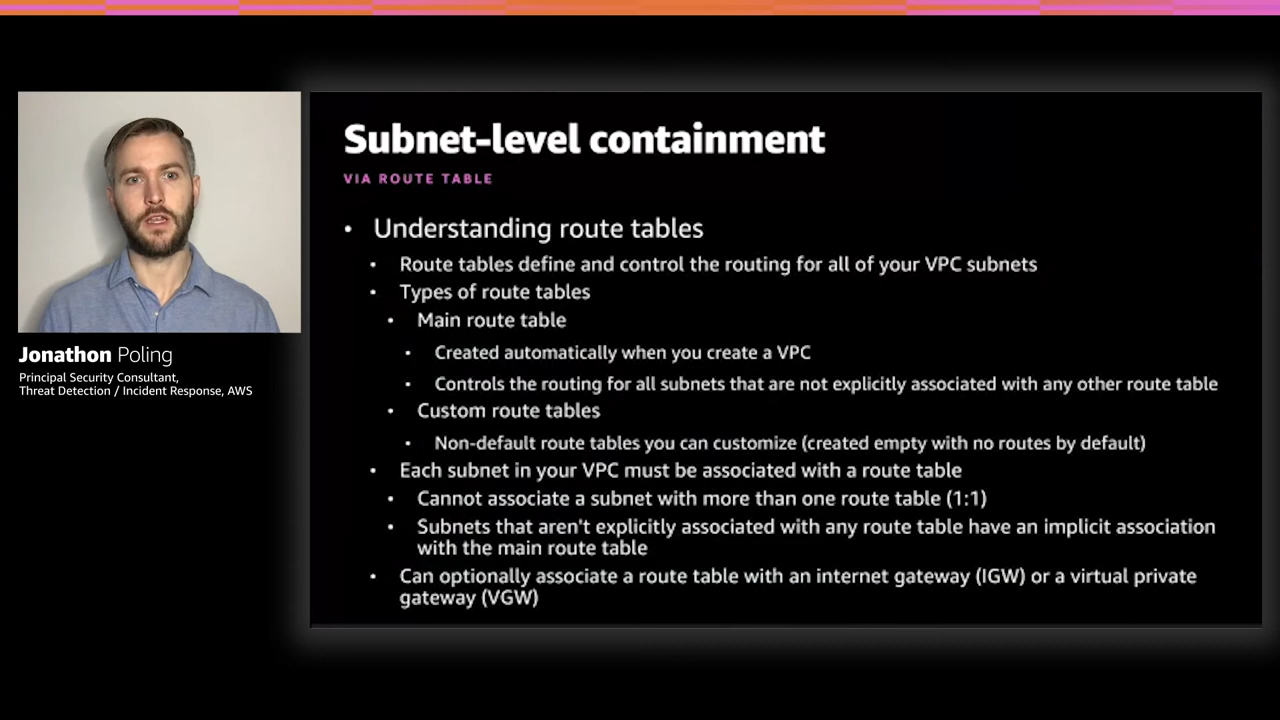 Subnet-level containment
VIA ROUTE TABLE
• Understanding route tables
• Route tables define and control the routing for all of your VPC subnets
• Types of route tables
• Main route table
• Created automatically when you create a VPC
• Controls the routing for all subnets that are not explicitly associated with any other route table
• Custom route tables
• Non-default route tables you can customize (created empty with no routes by default)
• Each subnet in your VPC must be associated with a route table
• Cannot associate a subnet with more than one route table (1:1)
• Subnets that aren't explicitly associated with any route table have an implicit association
with the main route table
• Can optionally associate a route table with an internet gateway (IGW) or a virtual private
gateway (VGW)
Jonathon Poling
Principal Security Consultant,
Threat Detection / Incident Response, AWS